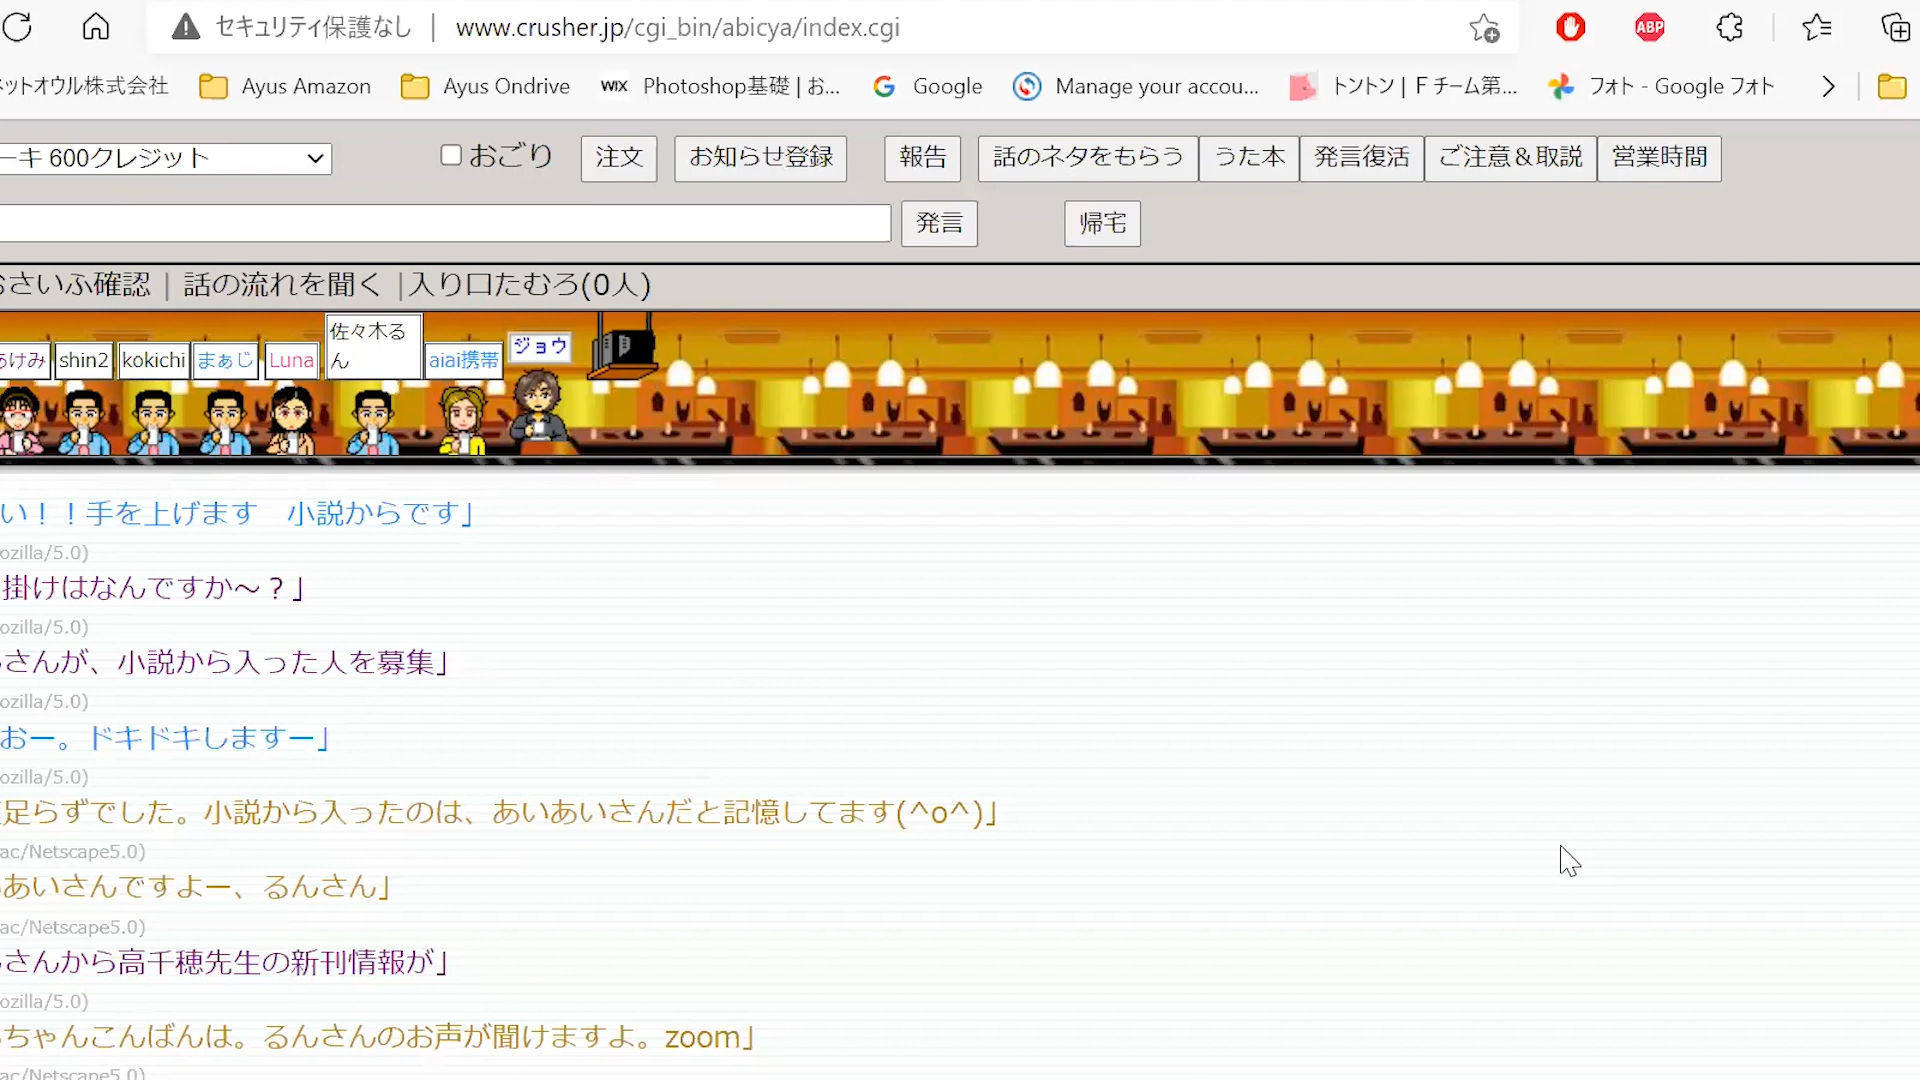 セキュリティ保護なし www.crusher.jp/cgi_bin/abicya/index.cgi ABP
ットオウル株式会社 Ayus Amazon Ayus Ondrive WIX Photoshop基礎 | お... Google Manage your accou... トントン | F チーム第... フォト - Google フォト
ーキ 600クレジット おごり 注文 お知らせ登録 報告 話のネタをもらう うた本 発言復活 ご注意＆取説 営業時間
発言 帰宅
おさいふ確認 | 話の流れを聞く |入り口たむろ(0人)
あけみ shin2 kokichi まぁじ Luna 佐々木る
ん aiai携帯 ジョウ
い！！手を上げます　小説からです」
ozilla/5.0)
掛けはなんですか～？」
ozilla/5.0)
さんが、小説から入った人を募集」
ozilla/5.0)
おー。ドキドキしますー」
ozilla/5.0)
足らずでした。小説から入ったのは、あいあいさんだと記憶してます(^o^)」
ac/Netscape5.0)
あいさんですよー、るんさん」
ac/Netscape5.0)
さんから高千穂先生の新刊情報が」
ozilla/5.0)
ちゃんこんばんは。るんさんのお声が聞けますよ。zoom」
ac/Netscape5.0)